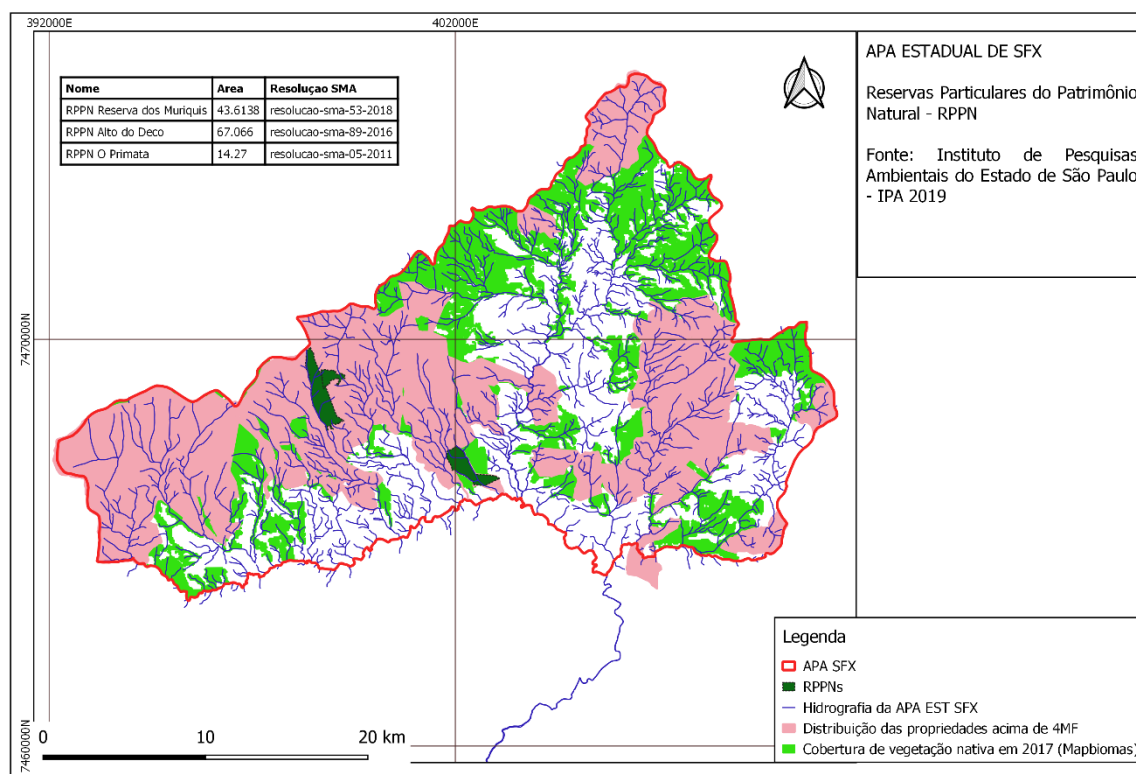 392000E
402000E
7470000N
7460000N
Nome Area Resoluçao SMA
RPPN Reserva dos Muriquis 43.6138 resolucao-sma-53-2018
RPPN Alto do Deco 67.066 resolucao-sma-89-2016
RPPN O Primata 14.27 resolucao-sma-05-2011
APA ESTADUAL DE SFX
Reservas Particulares do Patrimônio
Natural - RPPN
Fonte: Instituto de Pesquisas
Ambientais do Estado de São Paulo
- IPA 2019
0 10 20 km
Legenda
APA SFX
RPPNs
Hidrografia da APA EST SFX
Distribuição das propriedades acima de 4MF
Cobertura de vegetação nativa em 2017 (Mapbiomas)